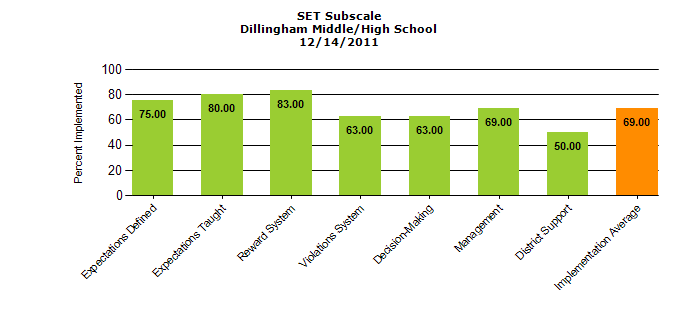 SET Subscale
Dillingham Middle/High School
12/14/2011
Percent Implemented
100
80
60
40
20
0
75.00
80.00
83.00
63.00
63.00
69.00
50.00
69.00
Expectations Defined
Expectations Taught
Reward System
Violations System
Decision-Making
Management
District Support
Implementation Average